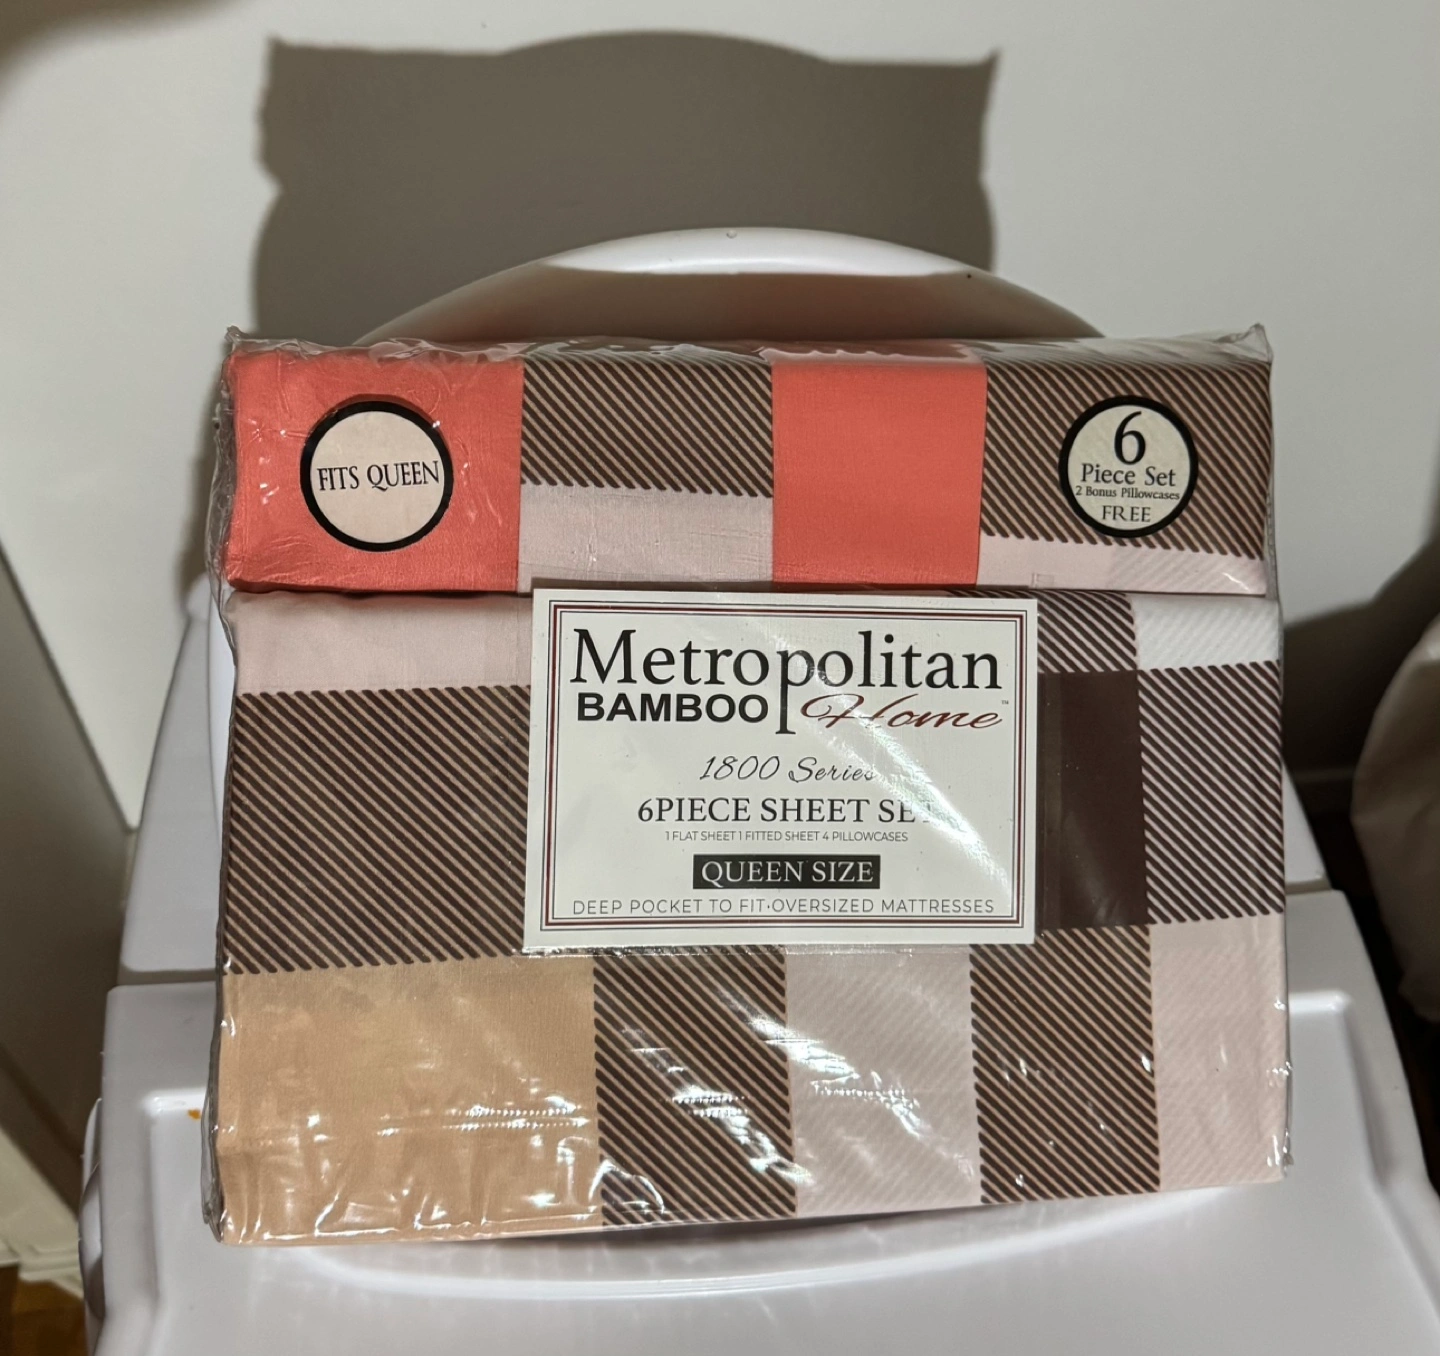 FITS QUEEN
6
Piece Set
2 Bonus Pillowcases
FREE
Metropolitan
BAMBOO Home™
1800 Series
6PIECE SHEET SET
1 FLAT SHEET 1 FITTED SHEET 4 PILLOWCASES
QUEEN SIZE
DEEP POCKET TO FIT·OVERSIZED MATTRESSES